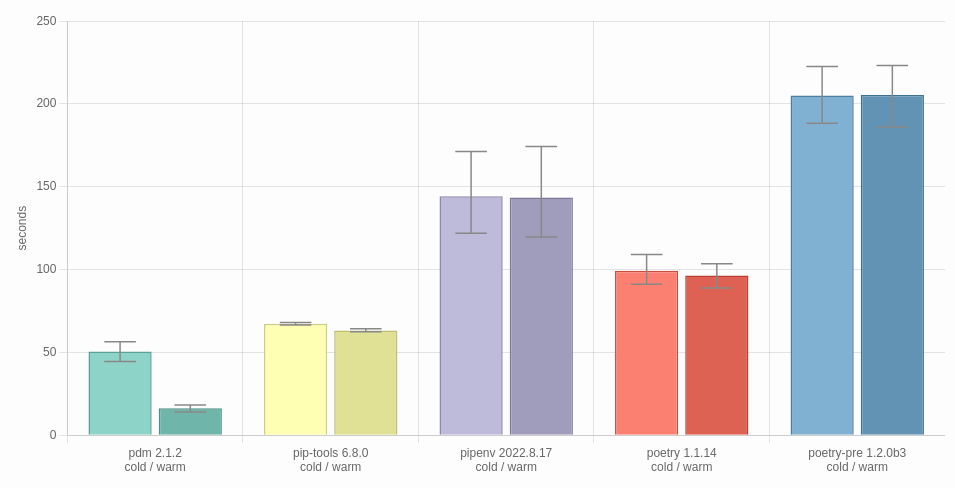 250
200
150
100
50
0
seconds
pdm 2.1.2
cold / warm
pip-tools 6.8.0
cold / warm
pipenv 2022.8.17
cold / warm
poetry 1.1.14
cold / warm
poetry-pre 1.2.0b3
cold / warm